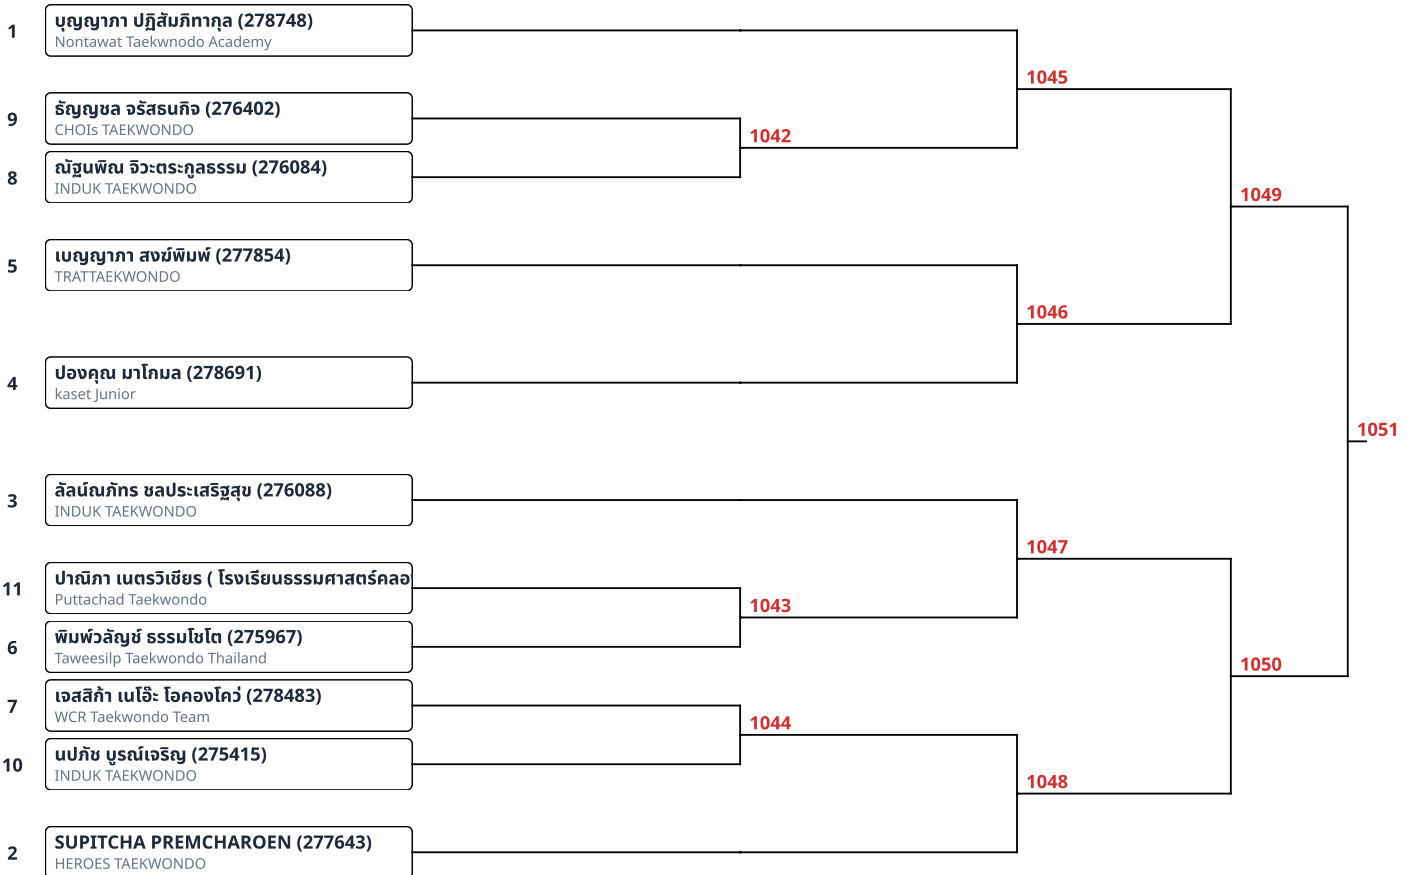 1
บุญญาภา ปฏิสัมภิทากุล (278748)
Nontawat Taekwnodo Academy
1045
9
ธัญญชล จรัสธนกิจ (276402)
CHOIs TAEKWONDO
1042
8
ณัฐนพิณ จิวะตระกูลธรรม (276084)
INDUK TAEKWONDO
1049
5
เบญญาภา สงฆ์พิมพ์ (277854)
TRATTAEKWONDO
1046
4
ปองคุณ มาโกมล (278691)
kaset Junior
1051
3
ลัลน์ณภัทร ชลประเสริฐสุข (276088)
INDUK TAEKWONDO
1047
11
ปาณิภา เนตรวิเชียร ( โรงเรียนธรรมศาสตร์คลอ
Puttachad Taekwondo
1043
6
พิมพ์วลัญช์ ธรรมโชโต (275967)
Taweesilp Taekwondo Thailand
1050
7
เจสสิก้า เนโอ๊ะ โอคองโคว่ (278483)
WCR Taekwondo Team
1044
10
นปภัช บูรณ์เจริญ (275415)
INDUK TAEKWONDO
1048
2
SUPITCHA PREMCHAROEN (277643)
HEROES TAEKWONDO